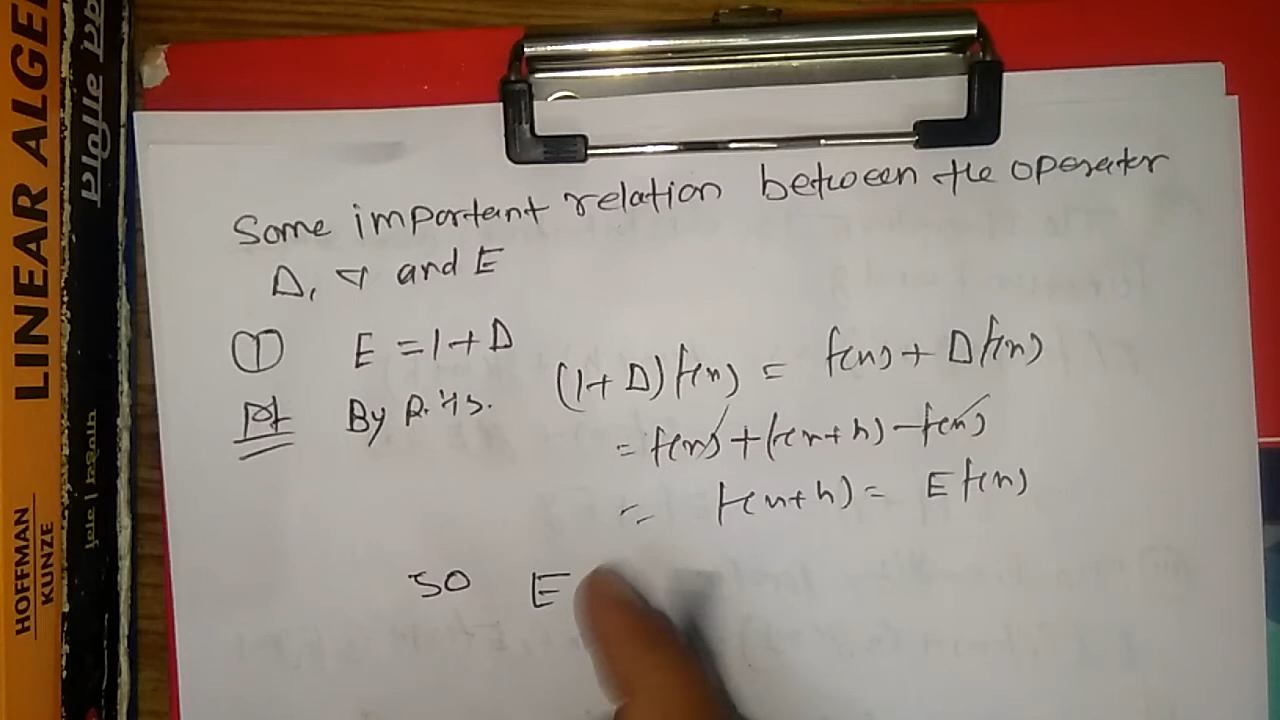 Some important relation between the operator
Δ, ∇ and E
① E = 1 + Δ
Pf By R.H.S. (1 + Δ) f(x) = f(x) + Δ f(x)
= f(x) + f(x+h) - f(x)
= f(x+h) = E f(x)
So E
LINEAR ALGE
HOFFMAN
KUNZE